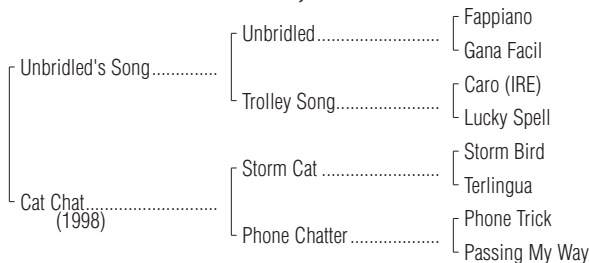 Fappiano
Unbridled
Gana Facil
Unbridled's Song
Caro (IRE)
Trolley Song
Lucky Spell
Storm Bird
Storm Cat
Terlingua
Cat Chat
(1998)
Phone Trick
Phone Chatter
Passing My Way